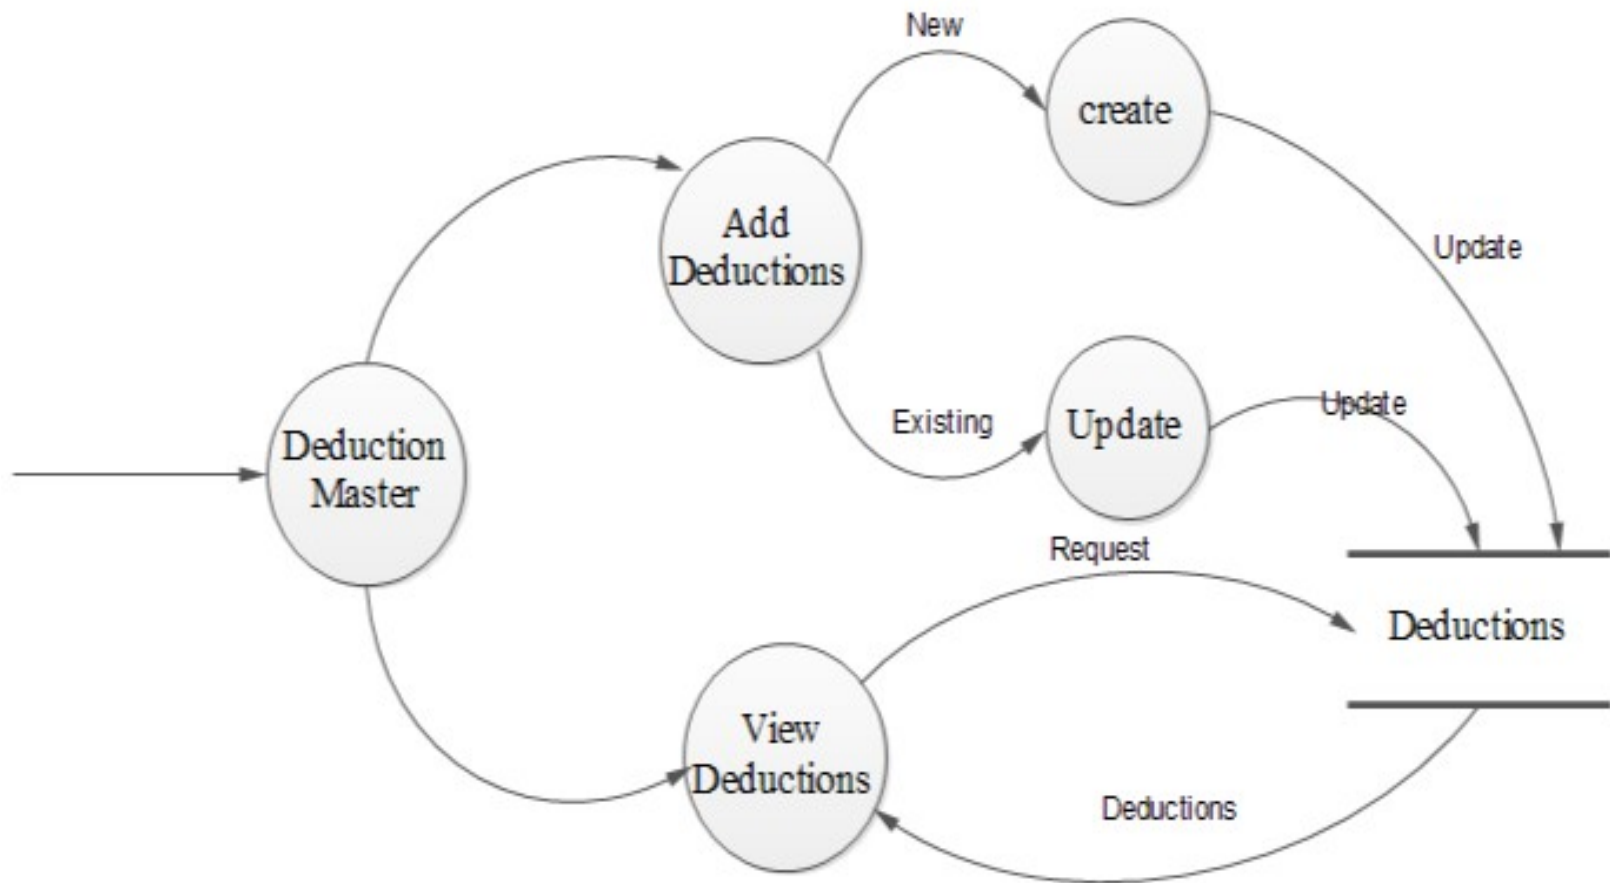 New
create
Add
Deductions
Update
Existing
Update
Update
Deduction
Master
Request
Deductions
View
Deductions
Deductions